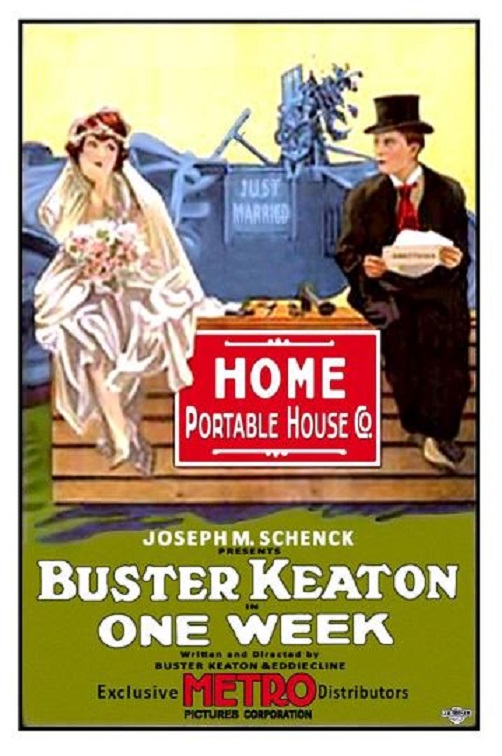 JUST
MARRIED
DIRECTIONS
HOME
PORTABLE HOUSE CO.
JOSEPH M. SCHENCK
PRESENTS
BUSTER KEATON
IN
ONE WEEK
Written and Directed by
BUSTER KEATON & EDDIE CLINE
Exclusive METRO Distributors
PICTURES CORPORATION